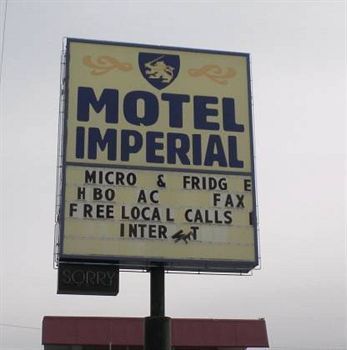 MOTEL
IMPERIAL
MICRO & FRIDG E
H BO AC FAX
FREE LOCAL CALLS
SORRY